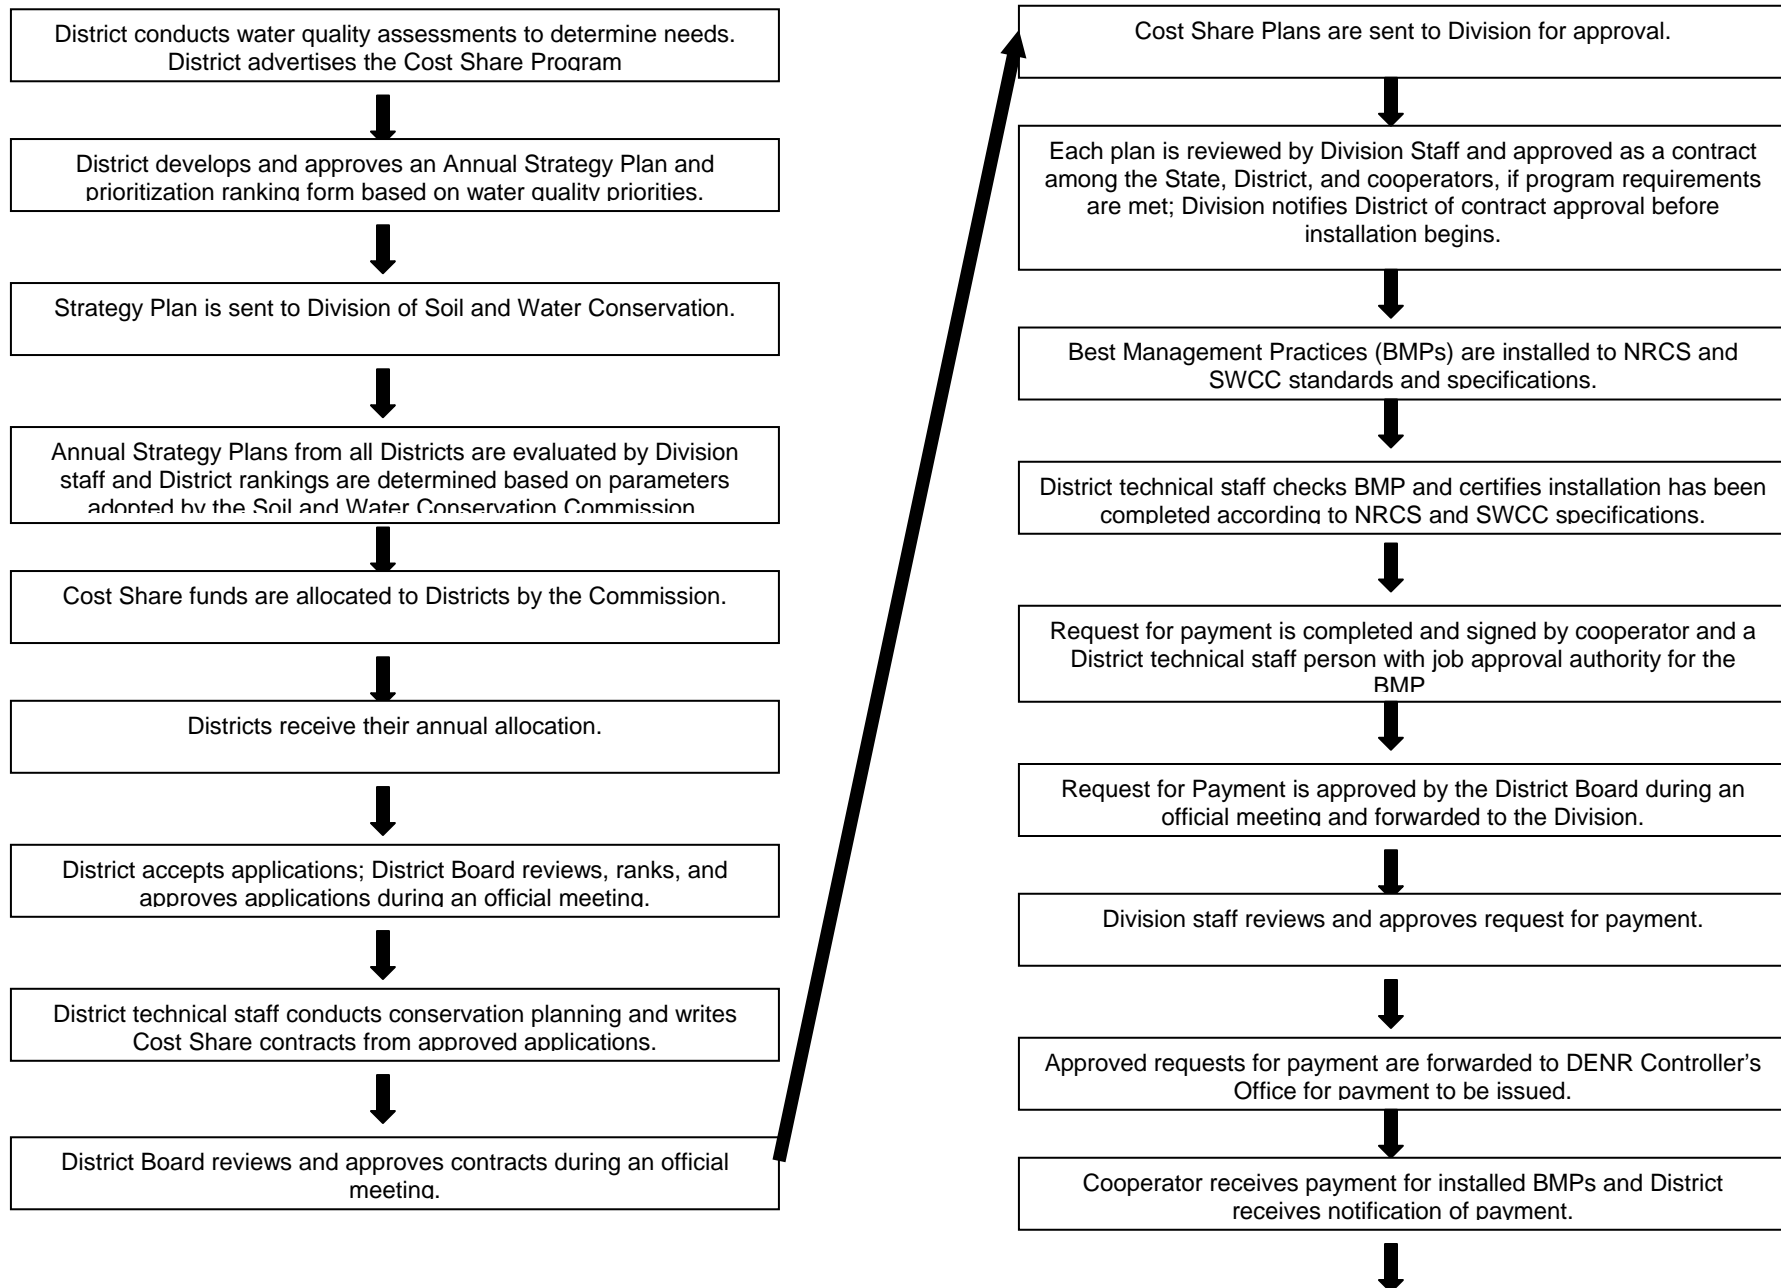 District conducts water quality assessments to determine needs.
District advertises the Cost Share Program
District develops and approves an Annual Strategy Plan and
prioritization ranking form based on water quality priorities.
Strategy Plan is sent to Division of Soil and Water Conservation.
Annual Strategy Plans from all Districts are evaluated by Division
staff and District rankings are determined based on parameters
adopted by the Soil and Water Conservation Commission
Cost Share funds are allocated to Districts by the Commission.
Districts receive their annual allocation.
District accepts applications; District Board reviews, ranks, and
approves applications during an official meeting.
District technical staff conducts conservation planning and writes
Cost Share contracts from approved applications.
District Board reviews and approves contracts during an official
meeting.
Cost Share Plans are sent to Division for approval.
Each plan is reviewed by Division Staff and approved as a contract
among the State, District, and cooperators, if program requirements
are met; Division notifies District of contract approval before
installation begins.
Best Management Practices (BMPs) are installed to NRCS and
SWCC standards and specifications.
District technical staff checks BMP and certifies installation has been
completed according to NRCS and SWCC specifications.
Request for payment is completed and signed by cooperator and a
District technical staff person with job approval authority for the
BMP
Request for Payment is approved by the District Board during an
official meeting and forwarded to the Division.
Division staff reviews and approves request for payment.
Approved requests for payment are forwarded to DENR Controller's
Office for payment to be issued.
Cooperator receives payment for installed BMPs and District
receives notification of payment.